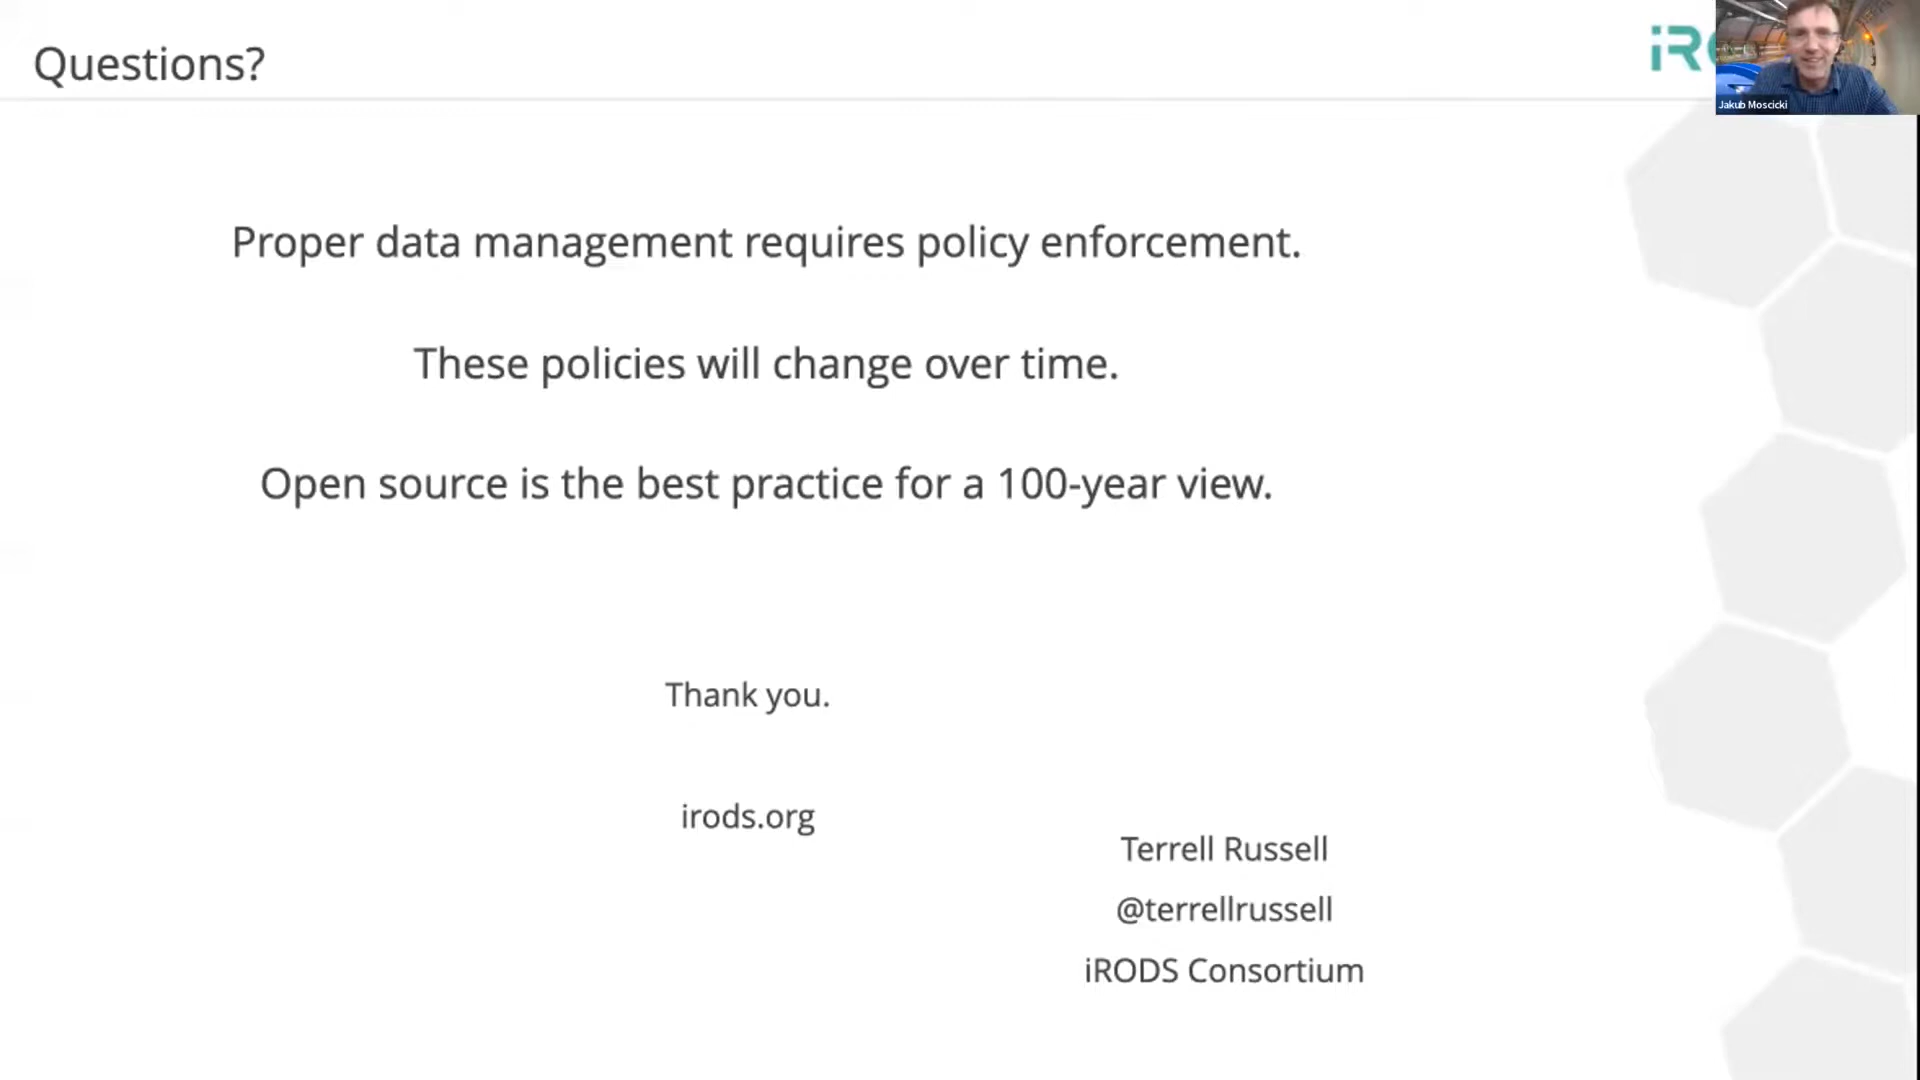 Questions?
iR
Jakub Moscicki
Proper data management requires policy enforcement.
These policies will change over time.
Open source is the best practice for a 100-year view.
Thank you.
irods.org
Terrell Russell
@terrellrussell
iRODS Consortium